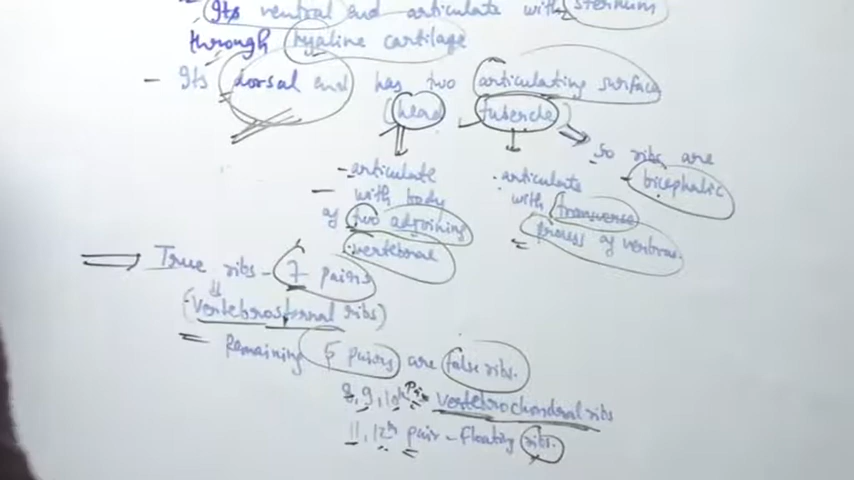 Its ventral end articulate with sternum
through hyaline cartilage
- Its dorsal end has two articulating surface
(head tubercle)
so ribs are
bicephalic
- articulate
with body
of two adjoining
vertebrae
. articulate
with transverse
process of vertebrae.
True ribs - 7 pairs
(vertebrosternal ribs)
Remaining 5 pairs are false ribs.
8, 9, 10th pair vertebrochondral ribs
11, 12th pair - Floating ribs.